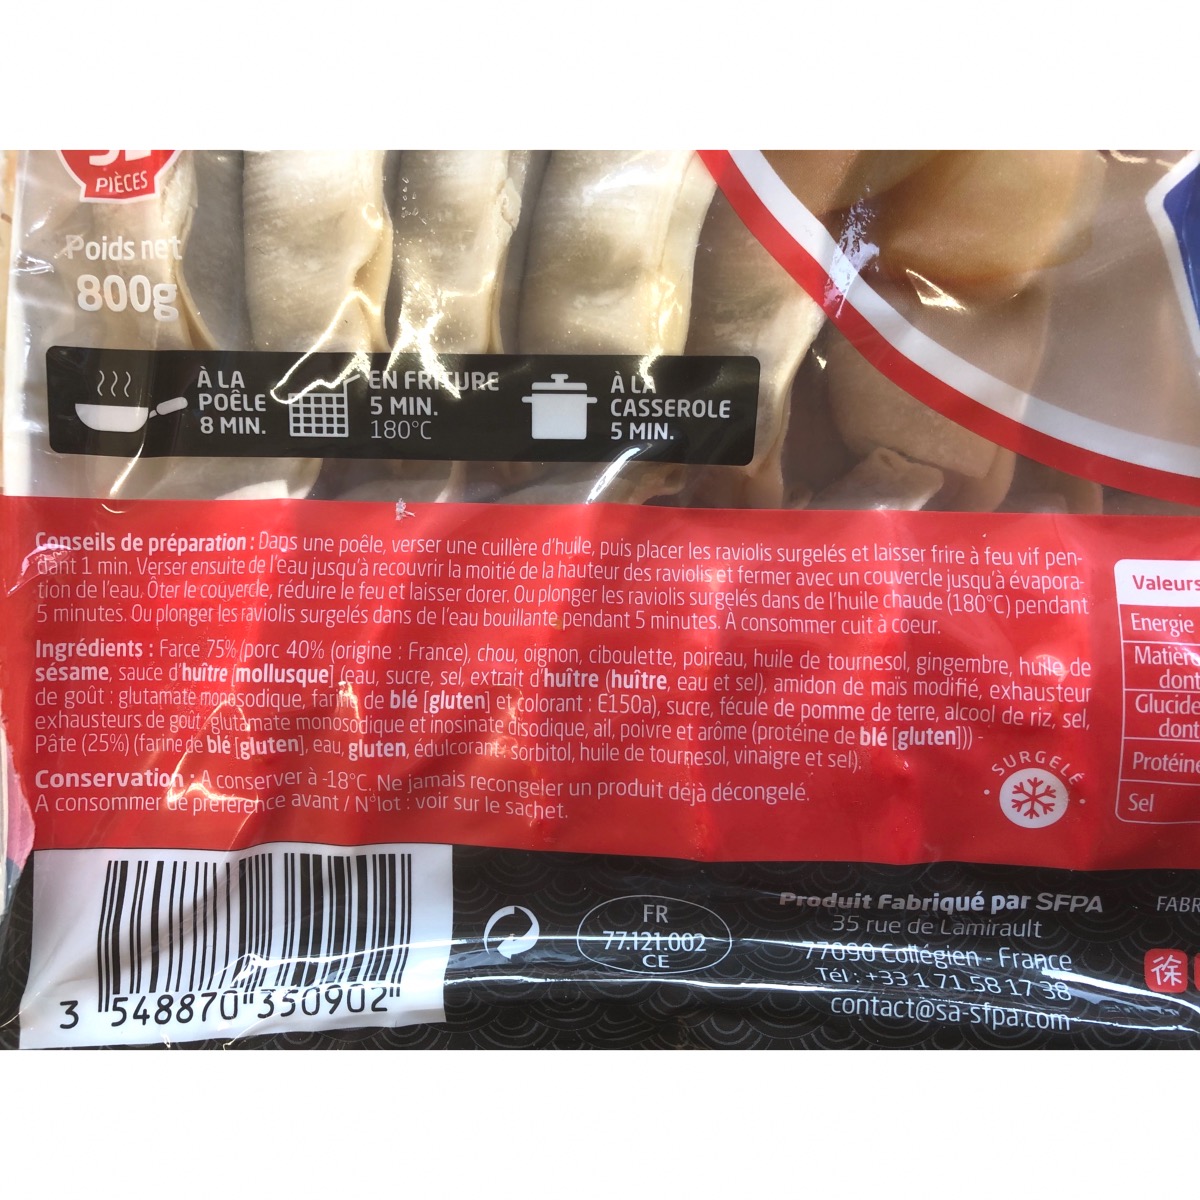 PIÈCES
Poids net
800g
À LA
POÊLE
8 MIN.
EN FRITURE
5 MIN.
180°C
À LA
CASSEROLE
5 MIN.
Conseils de préparation : Dans une poêle, verser une cuillère d'huile, puis placer les raviolis surgelés et laisser frire à feu vif pen-
dant 1 min. Verser ensuite de l'eau jusqu'à recouvrir la moitié de la hauteur des raviolis et fermer avec un couvercle jusqu'à évapora-
tion de l'eau. Ôter le couvercle, réduire le feu et laisser dorer. Ou plonger les raviolis surgelés dans de l'huile chaude (180°C) pendant
5 minutes. Ou plonger les raviolis surgelés dans de l'eau bouillante pendant 5 minutes. À consommer cuit à coeur.
Ingrédients : Farce 75% (porc 40% (origine : France), chou, oignon, ciboulette, poireau, huile de tournesol, gingembre, huile de
sésame, sauce d'huître [mollusque] (eau, sucre, sel, extrait d'huître (huître, eau et sel), amidon de maïs modifié, exhausteur
de goût : glutamate monosodique, farine de blé [gluten] et colorant : E150a), sucre, fécule de pomme de terre, alcool de riz, sel,
exhausteurs de goût : glutamate monosodique et inosinate disodique, ail, poivre et arôme (protéine de blé [gluten])) -
Pâte (25%) (farine de blé [gluten], eau, gluten, édulcorant : sorbitol, huile de tournesol, vinaigre et sel).
Conservation : A conserver à -18°C. Ne jamais recongeler un produit déjà décongelé.
A consommer de préférence avant / N°lot : voir sur le sachet.
SURGELÉ
Valeurs
Energie
Matière
dont
Glucide
dont
Protéine
Sel
3 548870 350902
FR
77.121.002
CE
Produit Fabriqué par SFPA
35 rue de Lamirault
77090 Collégien - France
Tél : +33 1 71 58 17 38
contact@sa-sfpa.com
FABR
徐